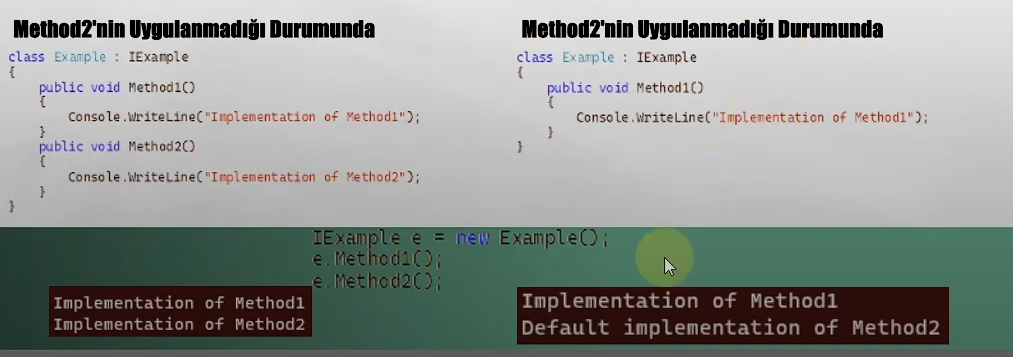 Method2'nin Uygulanmadığı Durumunda
class Example : IExample
{
public void Method1()
{
Console.WriteLine("Implementation of Method1");
}
public void Method2()
{
Console.WriteLine("Implementation of Method2");
}
}
Method2'nin Uygulanmadığı Durumunda
class Example : IExample
{
public void Method1()
{
Console.WriteLine("Implementation of Method1");
}
}
IExample e = new Example();
e.Method1();
e.Method2();
Implementation of Method1
Implementation of Method2
Implementation of Method1
Default implementation of Method2